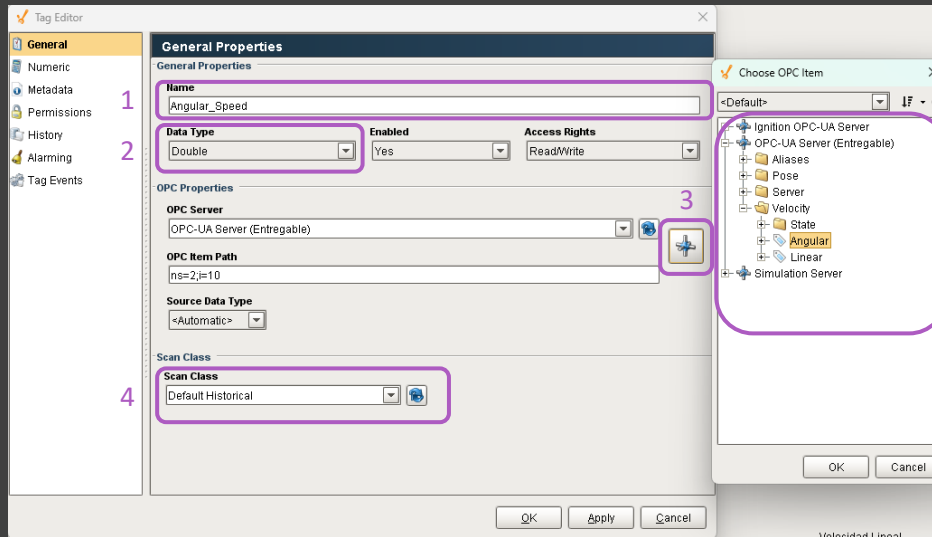 Tag Editor
General
Numeric
Metadata
Permissions
History
Alarming
Tag Events
General Properties
General Properties
1
Name
Angular_Speed
2
Data Type
Enabled
Access Rights
Double
Yes
Read/Write
OPC Properties
OPC Server
OPC-UA Server (Entregable)
3
OPC Item Path
ns=2;i=10
Source Data Type
<Automatic>
Scan Class
4
Scan Class
Default Historical
OK
Apply
Cancel
Choose OPC Item
<Default>
Ignition OPC-UA Server
OPC-UA Server (Entregable)
Aliases
Pose
Server
Velocity
State
Angular
Linear
Simulation Server
OK
Cancel
Velocidad Lineal